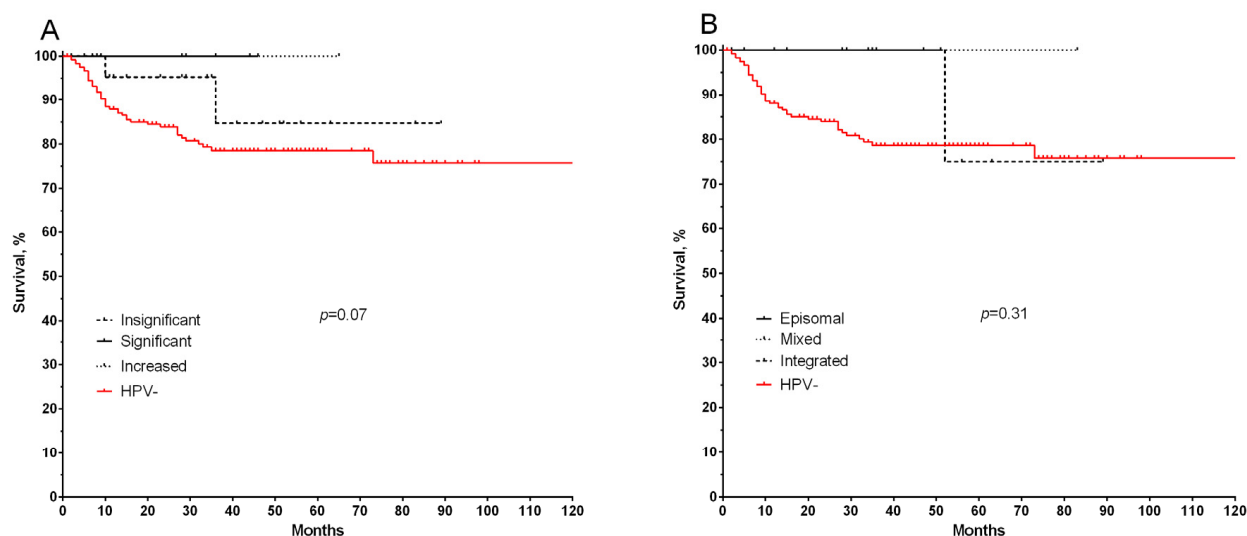 A
100
90
80
70
60
50
40
30
20
10
0
Survival, %
Insignificant
Significant
Increased
HPV-
p=0.07
0 10 20 30 40 50 60 70 80 90 100 110 120
Months
B
100
90
80
70
60
50
40
30
20
10
0
Survival, %
Episomal
Mixed
Integrated
HPV-
p=0.31
0 10 20 30 40 50 60 70 80 90 100 110 120
Months